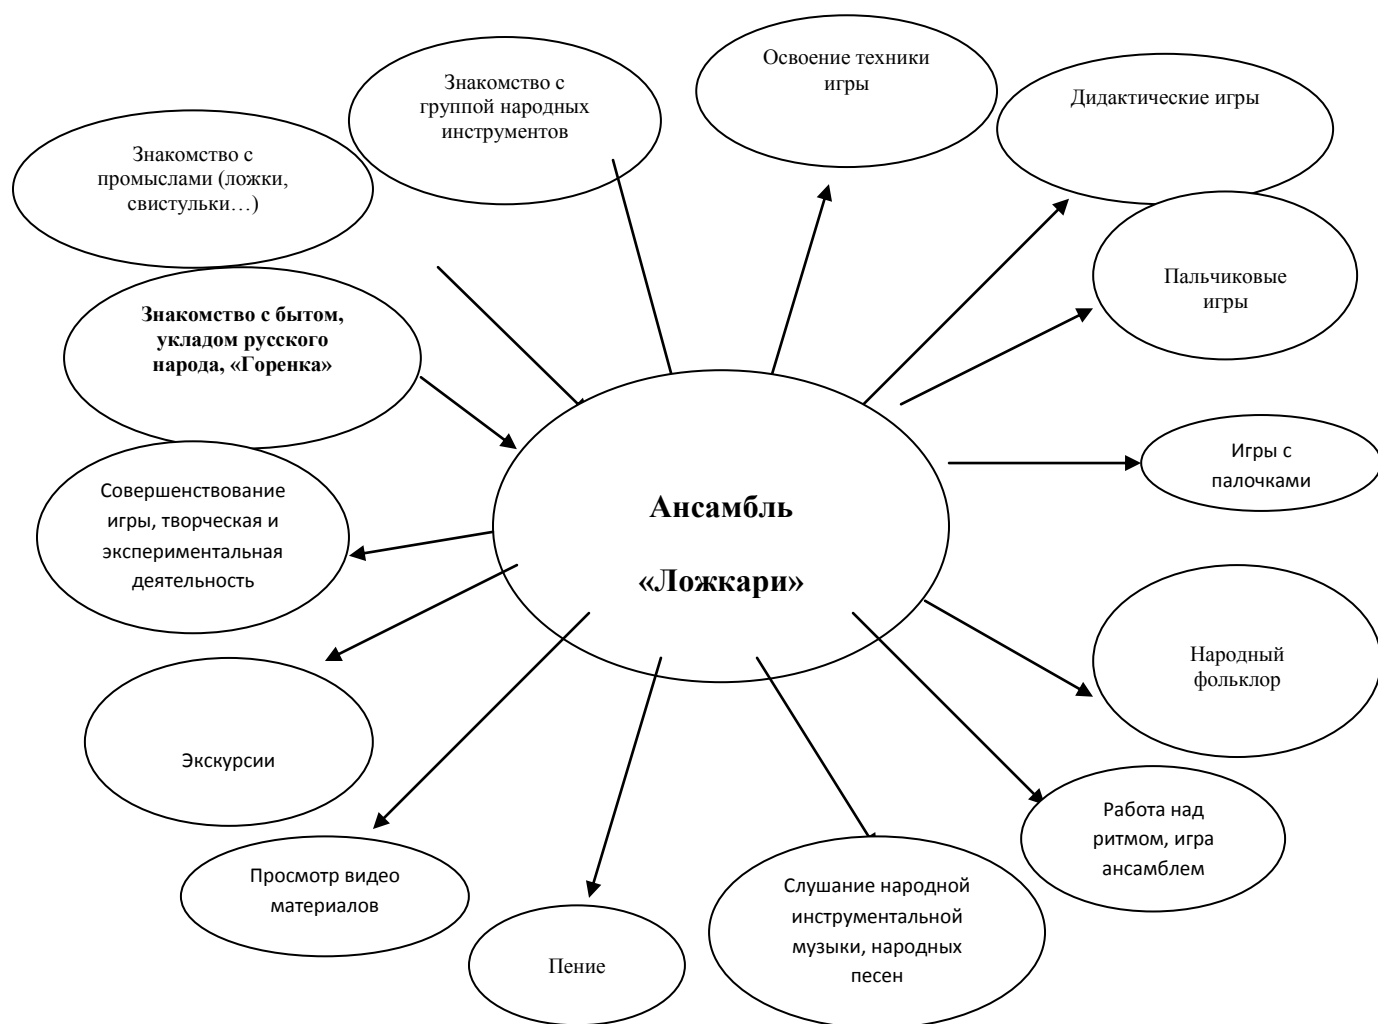 Знакомство с
группой народных
инструментов
Освоение техники
игры
Дидактические игры
Знакомство с
промыслами (ложки,
свистульки…)
Пальчиковые
игры
Знакомство с бытом,
укладом русского
народа, «Горенка»
Игры с
палочками
Совершенствование
игры, творческая и
экспериментальная
деятельность
Ансамбль
«Ложкари»
Народный
фольклор
Экскурсии
Работа над
ритмом, игра
ансамблем
Просмотр видео
материалов
Слушание народной
инструментальной
музыки, народных
песен
Пение